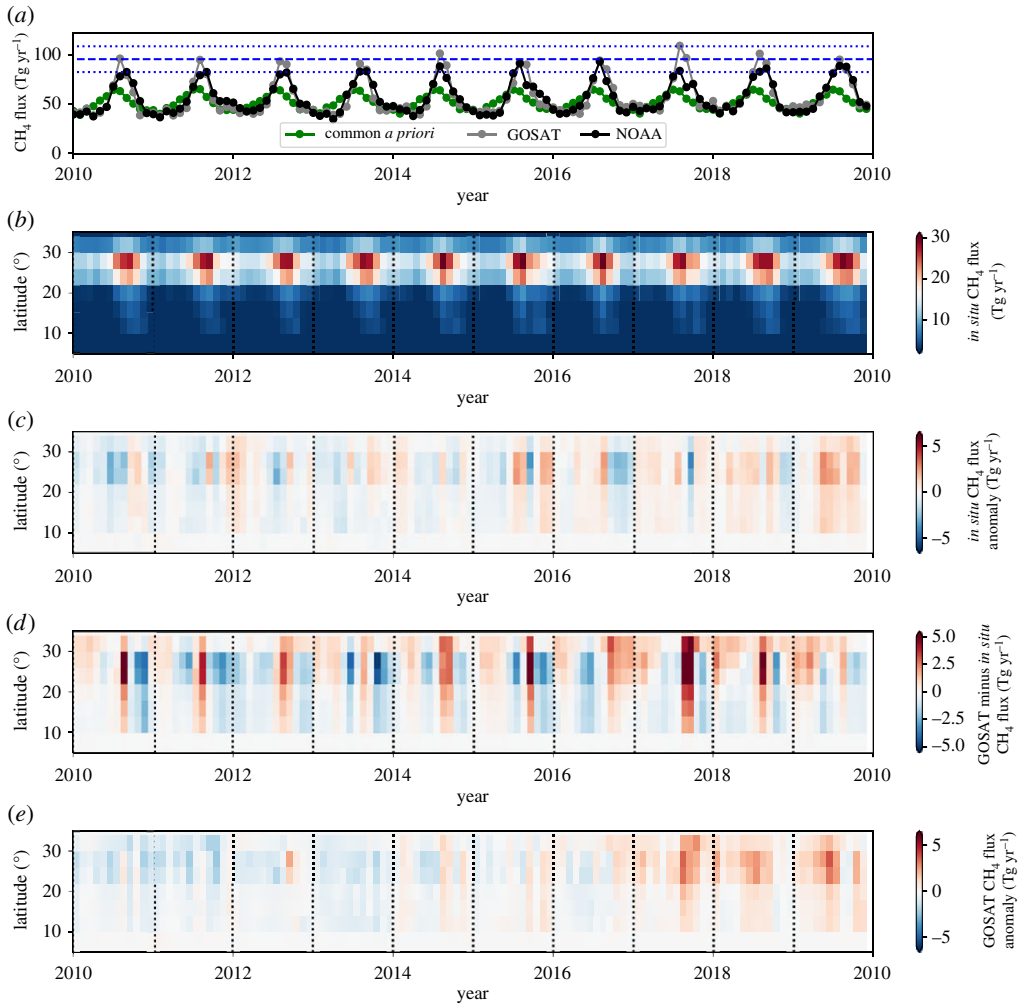 (a)
CH4 flux (Tg yr−1)
100
50
0
common a priori GOSAT NOAA
2010 2012 2014 2016 2018 2010
year
(b)
latitude (°)
30
20
10
2010 2012 2014 2016 2018 2010
year
30
20
10
in situ CH4 flux
(Tg yr−1)
(c)
latitude (°)
30
20
10
2010 2012 2014 2016 2018 2010
year
5
0
−5
in situ CH4 flux
anomaly (Tg yr−1)
(d)
latitude (°)
30
20
10
2010 2012 2014 2016 2018 2010
year
5.0
2.5
0
−2.5
−5.0
GOSAT minus in situ
CH4 flux (Tg yr−1)
(e)
latitude (°)
30
20
10
2010 2012 2014 2016 2018 2010
year
5
0
−5
GOSAT CH4 flux
anomaly (Tg yr−1)